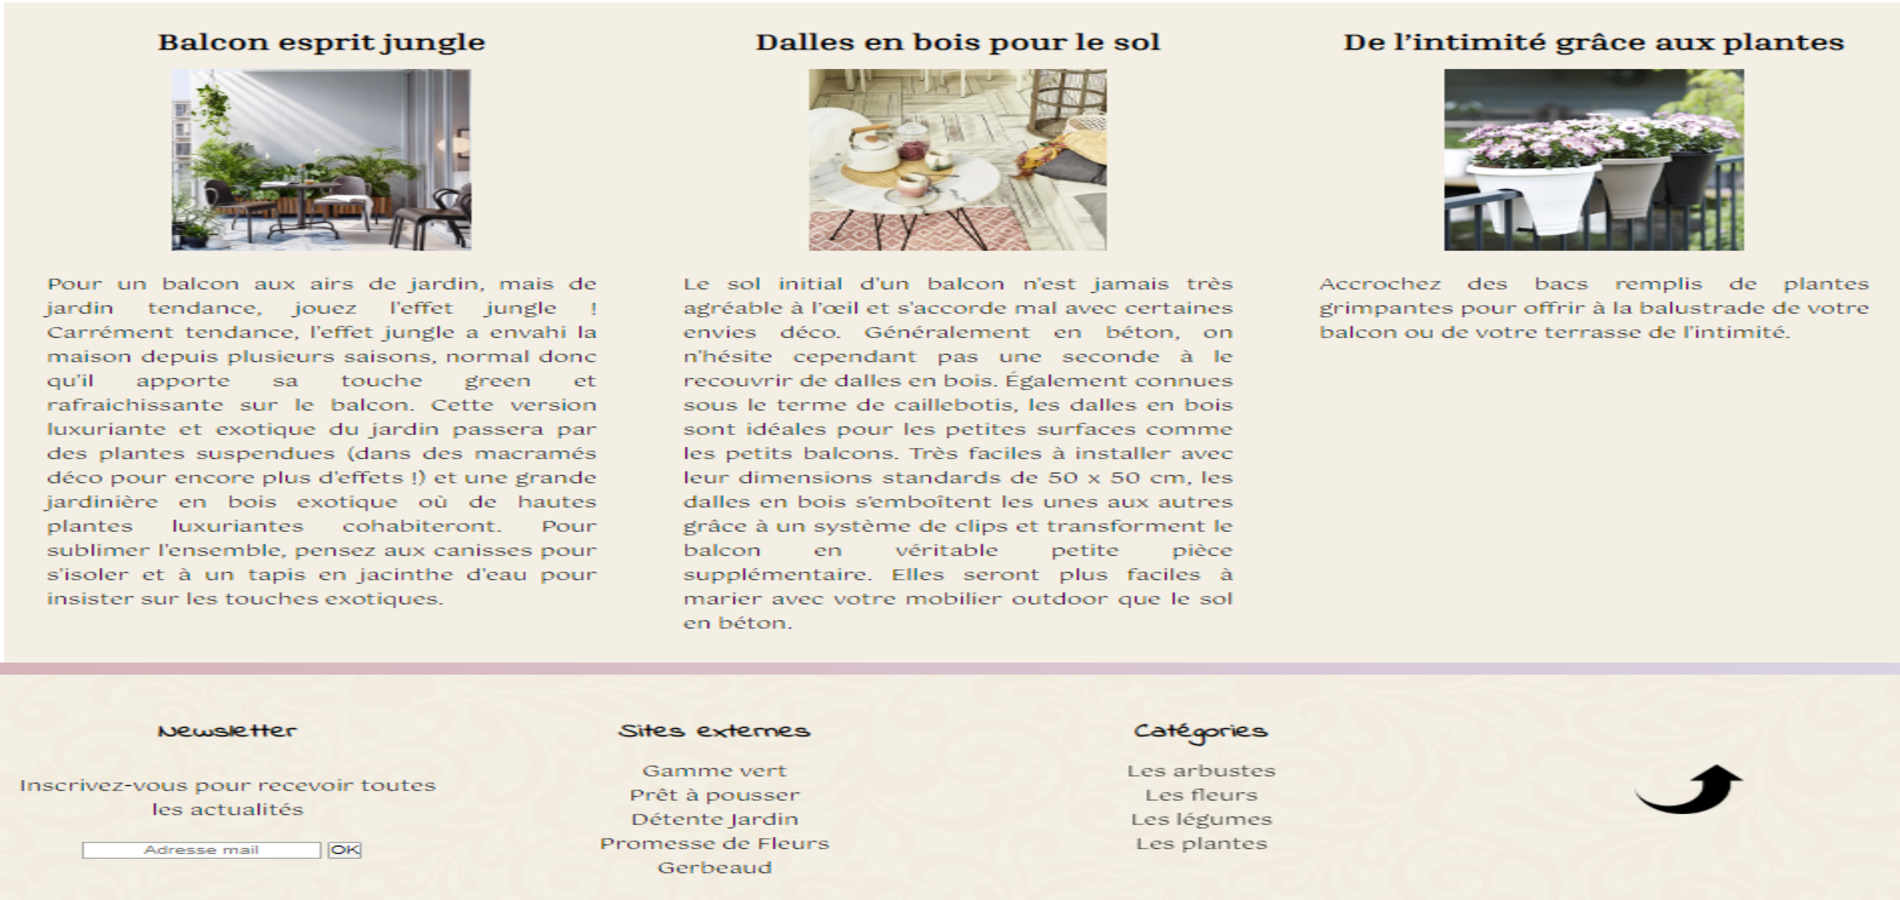 Balcon esprit jungle
Pour un balcon aux airs de jardin, mais de
jardin tendance, jouez l'effet jungle !
Carrément tendance, l'effet jungle a envahi la
maison depuis plusieurs saisons, normal donc
qu'il apporte sa touche green et
rafraichissante sur le balcon. Cette version
luxuriante et exotique du jardin passera par
des plantes suspendues (dans des macramés
déco pour encore plus d'effets !) et une grande
jardinière en bois exotique où de hautes
plantes luxuriantes cohabiteront. Pour
sublimer l'ensemble, pensez aux canisses pour
s'isoler et à un tapis en jacinthe d'eau pour
insister sur les touches exotiques.
Dalles en bois pour le sol
Le sol initial d'un balcon n'est jamais très
agréable à l'œil et s'accorde mal avec certaines
envies déco. Généralement en béton, on
n'hésite cependant pas une seconde à le
recouvrir de dalles en bois. Également connues
sous le terme de caillebotis, les dalles en bois
sont idéales pour les petites surfaces comme
les petits balcons. Très faciles à installer avec
leur dimensions standards de 50 x 50 cm, les
dalles en bois s'emboîtent les unes aux autres
grâce à un système de clips et transforment le
balcon en véritable petite pièce
supplémentaire. Elles seront plus faciles à
marier avec votre mobilier outdoor que le sol
en béton.
De l'intimité grâce aux plantes
Accrochez des bacs remplis de plantes
grimpantes pour offrir à la balustrade de votre
balcon ou de votre terrasse de l'intimité.
Newsletter
Inscrivez-vous pour recevoir toutes
les actualités
Adresse mail OK
Sites externes
Gamme vert
Prêt à pousser
Détente Jardin
Promesse de Fleurs
Gerbeaud
Catégories
Les arbustes
Les fleurs
Les légumes
Les plantes